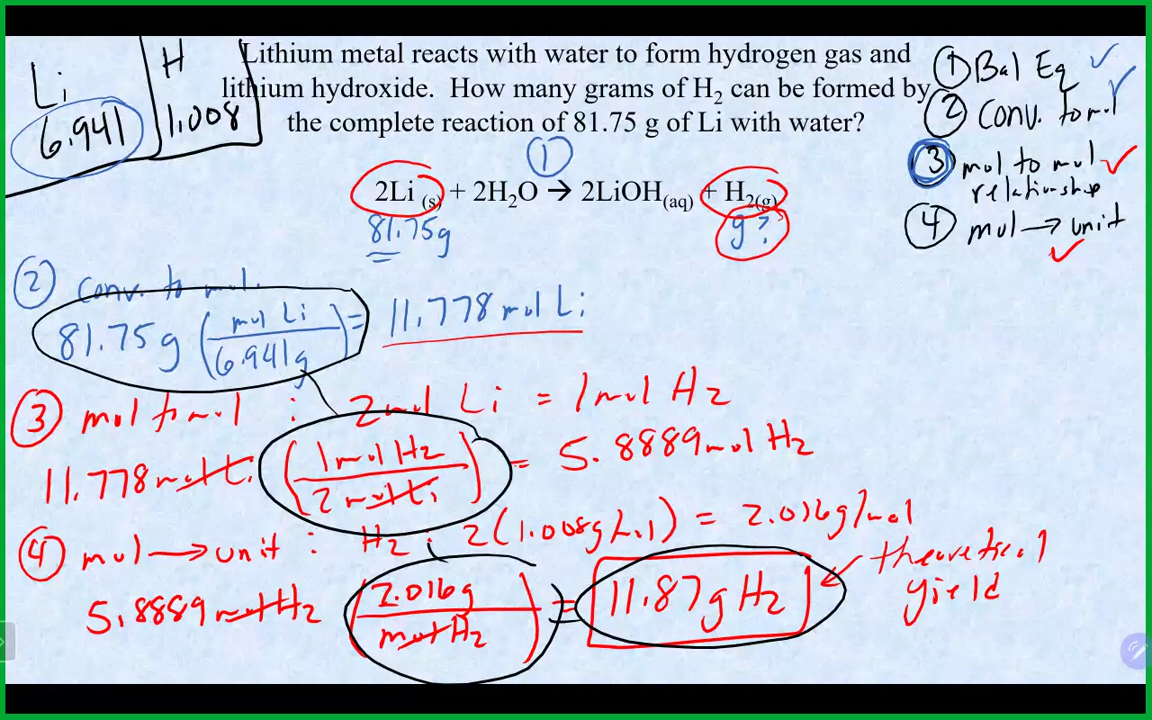 Li
6.941
H
1.008
Lithium metal reacts with water to form hydrogen gas and
lithium hydroxide. How many grams of H₂ can be formed by
the complete reaction of 81.75 g of Li with water?
① Bal Eq ✓
② Conv. to mol ✓
③ mol to mol ✓
relationship
④ mol → unit ✓
①
2Li (s) + 2H₂O → 2LiOH(aq) + H₂(g)
81.75g
g?
② conv. to mol.
81.75g (mol Li / 6.941g) = 11.778 mol Li
③ mol to mol : 2 mol Li = 1 mol H₂
11.778 mol Li (1 mol H₂ / 2 mol Li) = 5.8889 mol H₂
④ mol → unit : H₂ : 2(1.008g/mol) = 2.016g/mol
5.8889 mol H₂ (2.016g / mol H₂) = 11.87g H₂
theoretical
yield